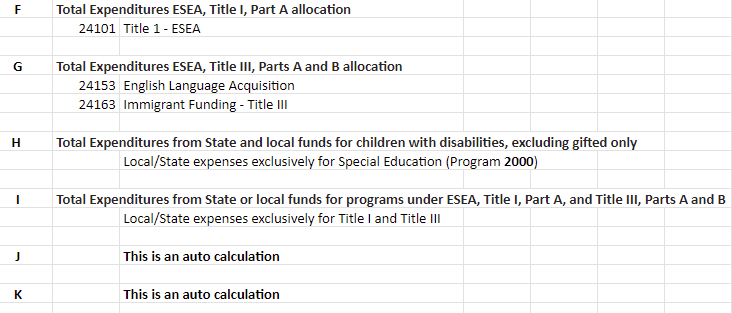 F Total Expenditures ESEA, Title I, Part A allocation
24101 Title 1 - ESEA
G Total Expenditures ESEA, Title III, Parts A and B allocation
24153 English Language Acquisition
24163 Immigrant Funding - Title III
H Total Expenditures from State and local funds for children with disabilities, excluding gifted only
Local/State expenses exclusively for Special Education (Program 2000)
I Total Expenditures from State or local funds for programs under ESEA, Title I, Part A, and Title III, Parts A and B
Local/State expenses exclusively for Title I and Title III
J This is an auto calculation
K This is an auto calculation